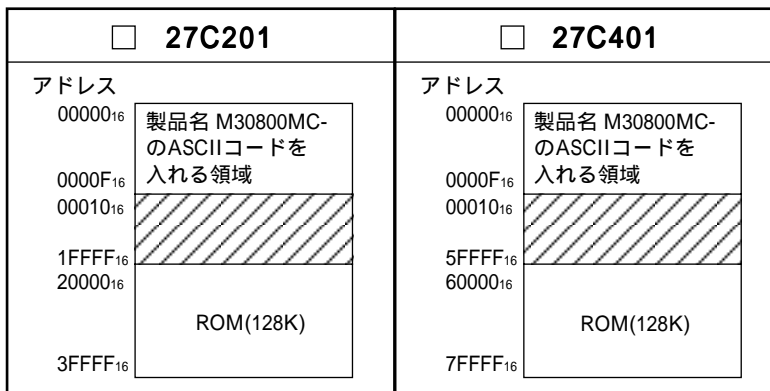 □ 27C201
アドレス
00000₁₆
製品名 M30800MC-
のASCIIコードを
入れる領域
0000F₁₆
00010₁₆
1FFFF₁₆
20000₁₆
ROM(128K)
3FFFF₁₆
□ 27C401
アドレス
00000₁₆
製品名 M30800MC-
のASCIIコードを
入れる領域
0000F₁₆
00010₁₆
5FFFF₁₆
60000₁₆
ROM(128K)
7FFFF₁₆